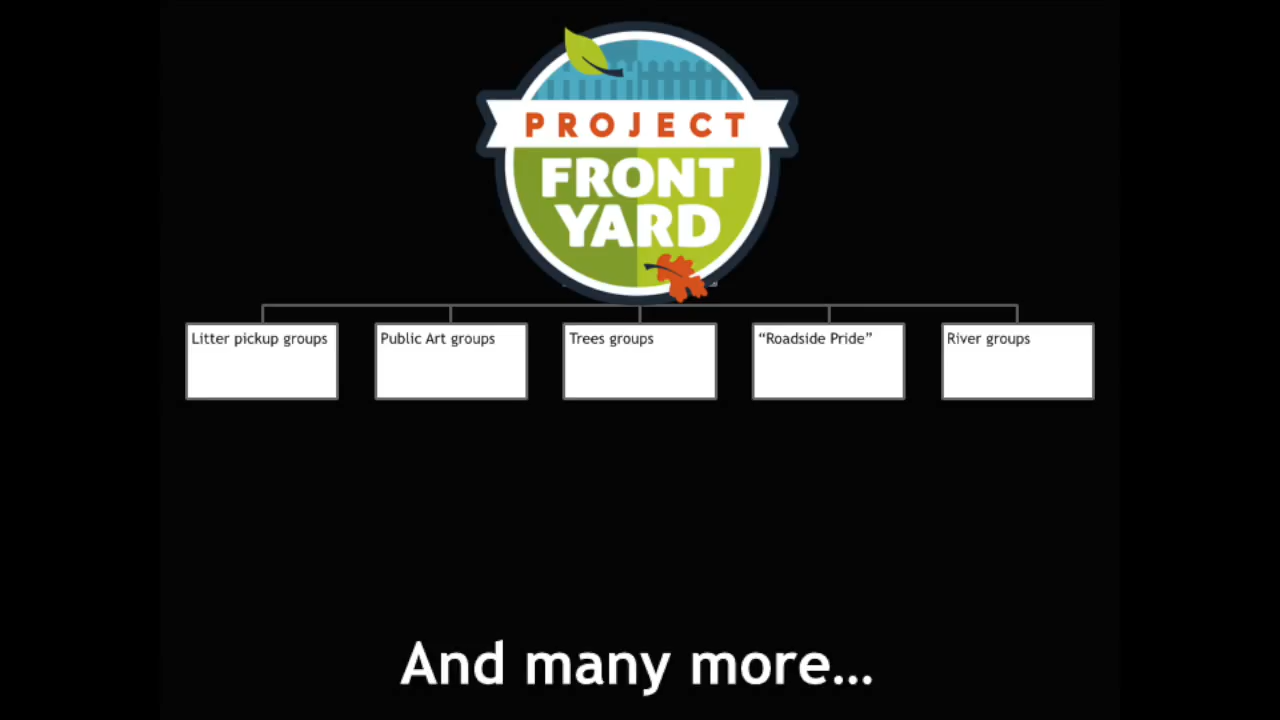 PROJECT
FRONT
YARD
Litter pickup groups
Public Art groups
Trees groups
“Roadside Pride”
River groups
And many more…